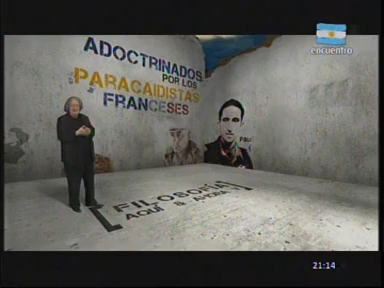 encuentro
ADOCTRINADOS
POR LOS
PARACAIDISTAS
FRANCESES
[FILOSOFÍA
AQUÍ & AHORA]
21:14